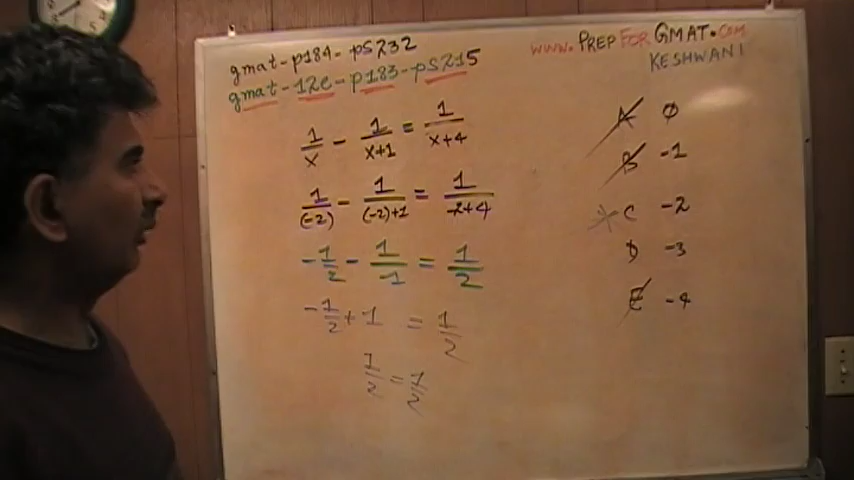 gmat-p184-ps232
gmat-12e-p183-ps215
www.PrepForGmat.com
KESHWANI
1/x - 1/x+1 = 1/x+4
1/(-2) - 1/(-2)+1 = 1/-2+4
-1/2 - 1/-1 = 1/2
-1/2 + 1 = 1/2
1/2 = 1/2
A 0
B -1
C -2
D -3
E -4